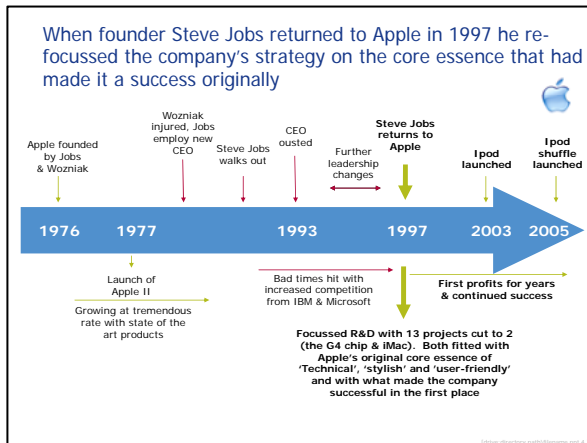 When founder Steve Jobs returned to Apple in 1997 he re-
focussed the company's strategy on the core essence that had
made it a success originally
Apple founded
by Jobs
& Wozniak
Wozniak
injured, Jobs
employ new
CEO
Steve Jobs
walks out
CEO
ousted
Further
leadership
changes
Steve Jobs
returns to
Apple
Ipod
launched
Ipod
shuffle
launched
1976
1977
1993
1997
2003
2005
Launch of
Apple II
Growing at tremendous
rate with state of the
art products
Bad times hit with
increased competition
from IBM & Microsoft
First profits for years
& continued success
Focussed R&D with 13 projects cut to 2
(the G4 chip & iMac). Both fitted with
Apple's original core essence of
'Technical', 'stylish' and 'user-friendly'
and with what made the company
successful in the first place